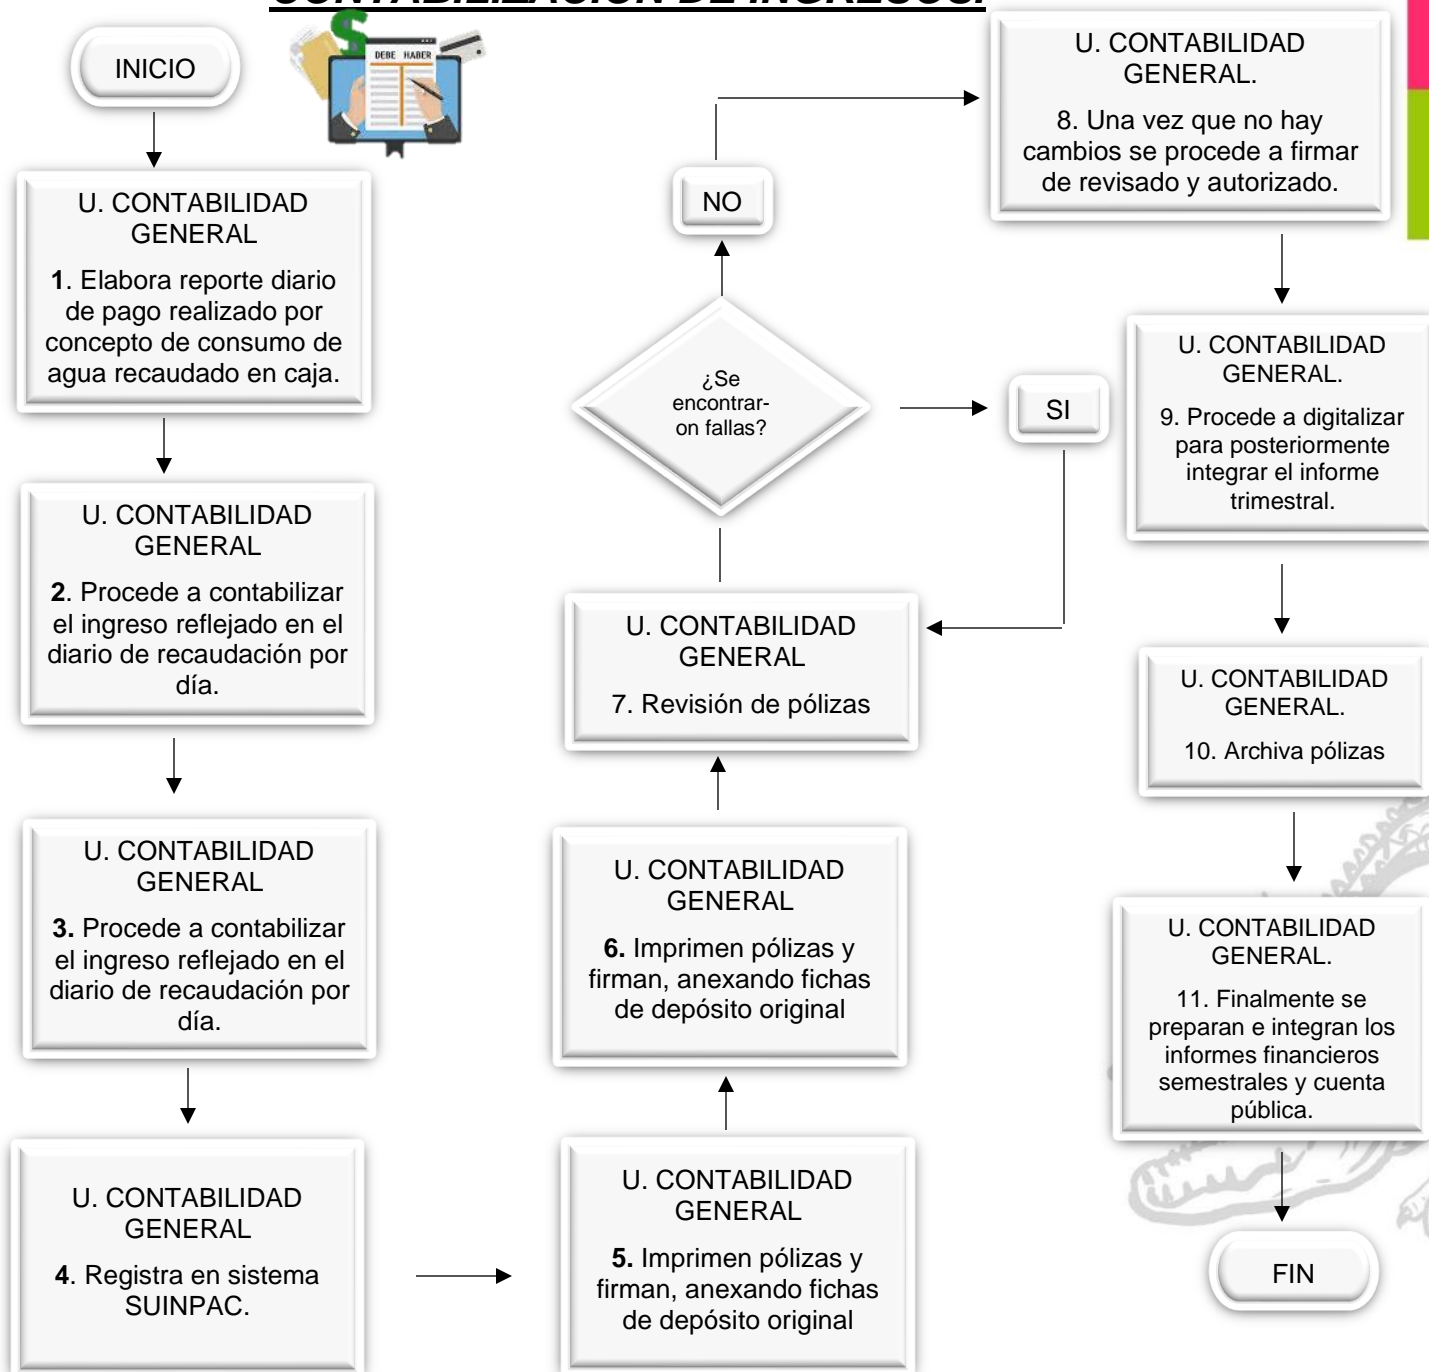 CONTABILIZACIÓN DE INGRESOS.
INICIO
DEBE HABER
U. CONTABILIDAD
GENERAL
1. Elabora reporte diario
de pago realizado por
concepto de consumo de
agua recaudado en caja.
U. CONTABILIDAD
GENERAL
2. Procede a contabilizar
el ingreso reflejado en el
diario de recaudación por
día.
U. CONTABILIDAD
GENERAL
3. Procede a contabilizar
el ingreso reflejado en el
diario de recaudación por
día.
U. CONTABILIDAD
GENERAL
4. Registra en sistema
SUINPAC.
U. CONTABILIDAD
GENERAL
5. Imprimen pólizas y
firman, anexando fichas
de depósito original
U. CONTABILIDAD
GENERAL
6. Imprimen pólizas y
firman, anexando fichas
de depósito original
U. CONTABILIDAD
GENERAL
7. Revisión de pólizas
¿Se
encontrar-
on fallas?
SI
NO
U. CONTABILIDAD
GENERAL.
8. Una vez que no hay
cambios se procede a firmar
de revisado y autorizado.
U. CONTABILIDAD
GENERAL.
9. Procede a digitalizar
para posteriormente
integrar el informe
trimestral.
U. CONTABILIDAD
GENERAL.
10. Archiva pólizas
U. CONTABILIDAD
GENERAL.
11. Finalmente se
preparan e integran los
informes financieros
semestrales y cuenta
pública.
FIN